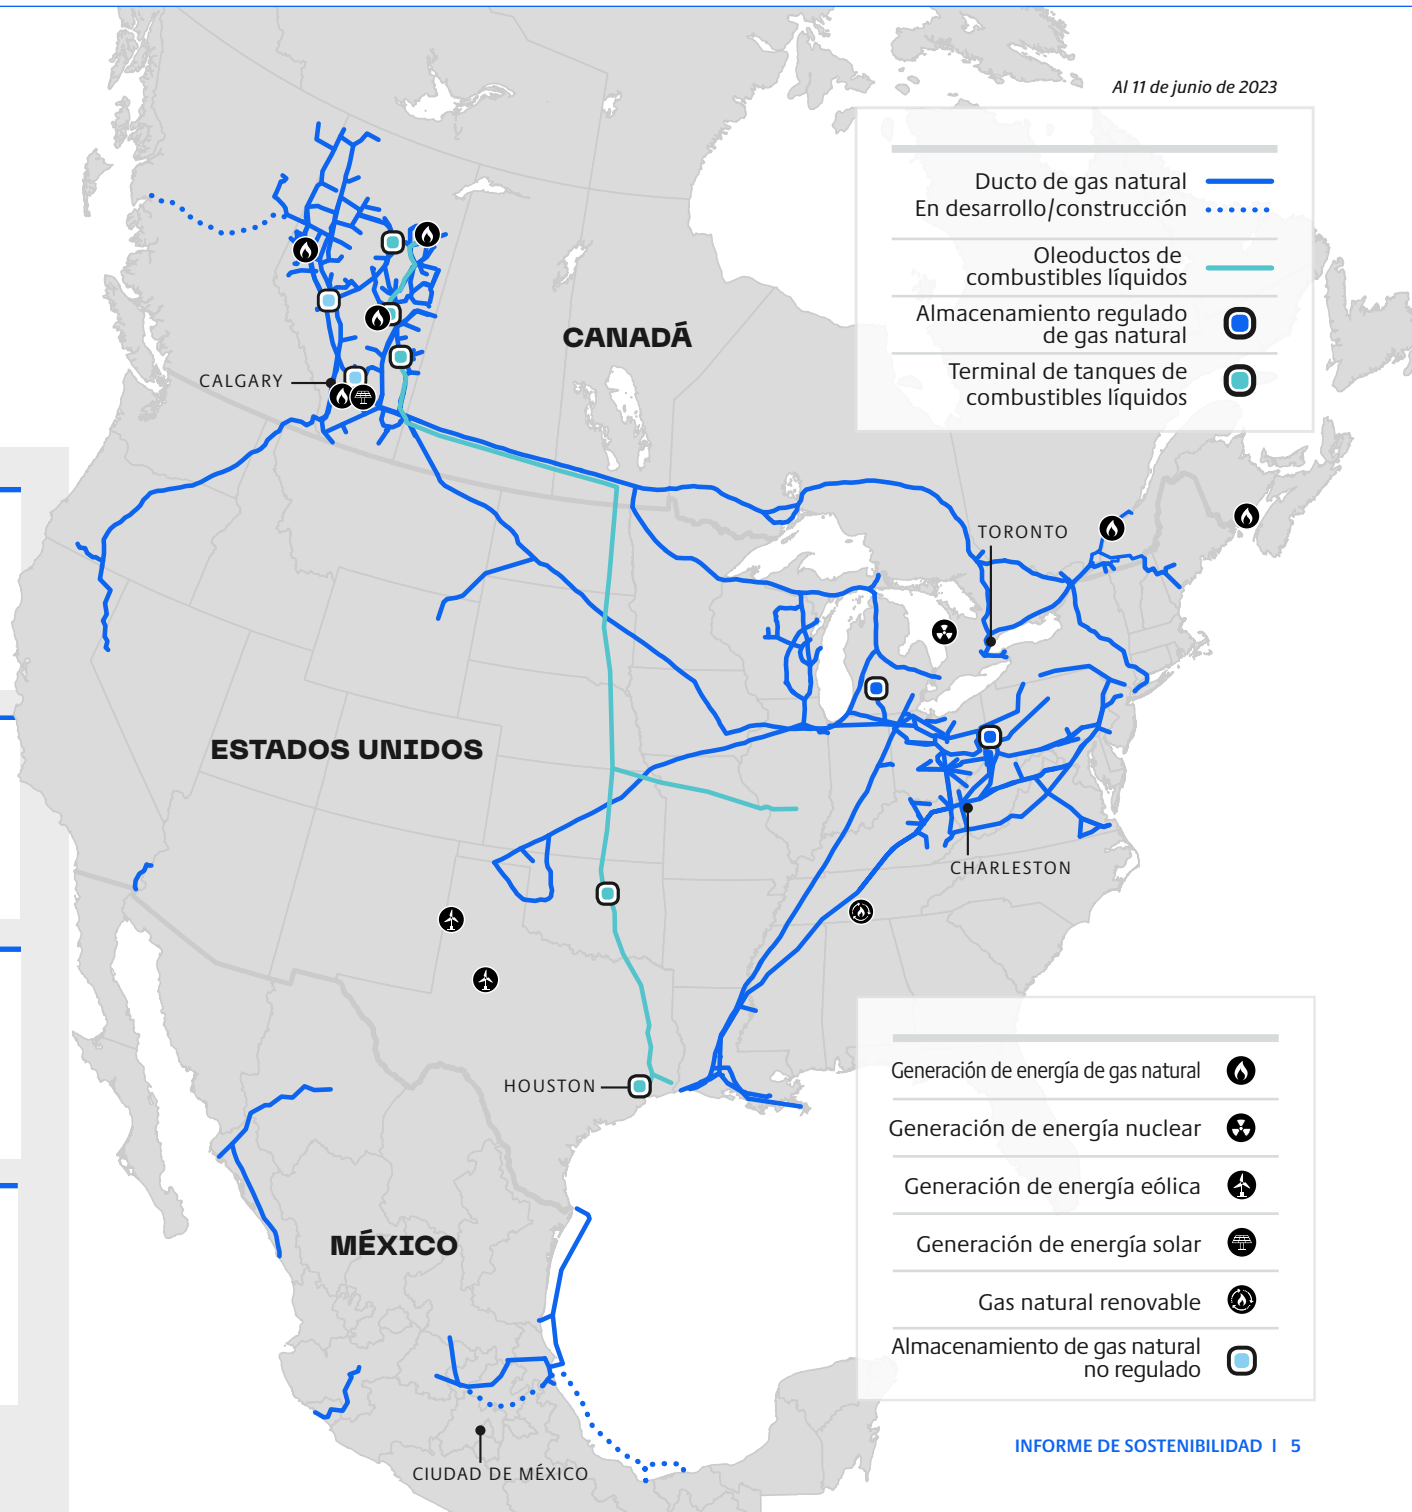 Al 11 de junio de 2023
Ducto de gas natural
En desarrollo/construcción
Oleoductos de
combustibles líquidos
Almacenamiento regulado
de gas natural
Terminal de tanques de
combustibles líquidos
CANADÁ
CALGARY
TORONTO
ESTADOS UNIDOS
CHARLESTON
HOUSTON
Generación de energía de gas natural
Generación de energía nuclear
Generación de energía eólica
Generación de energía solar
Gas natural renovable
Almacenamiento de gas natural
no regulado
MÉXICO
CIUDAD DE MÉXICO
INFORME DE SOSTENIBILIDAD | 5